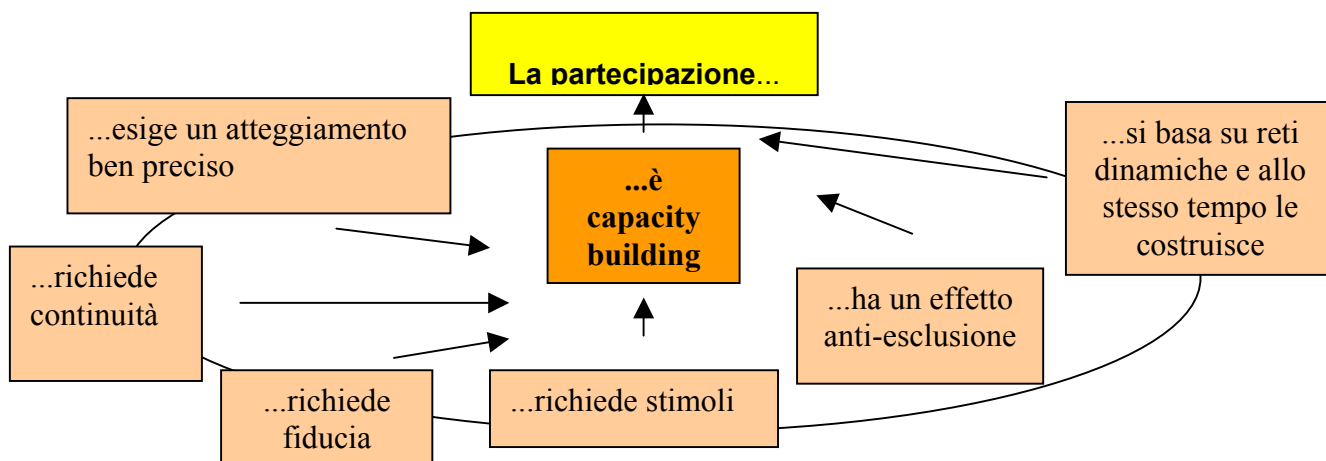 La partecipazione...
...esige un atteggiamento
ben preciso
...è
capacity
building
...si basa su reti
dinamiche e allo
stesso tempo le
costruisce
...richiede
continuità
...ha un effetto
anti-esclusione
...richiede
fiducia
...richiede stimoli